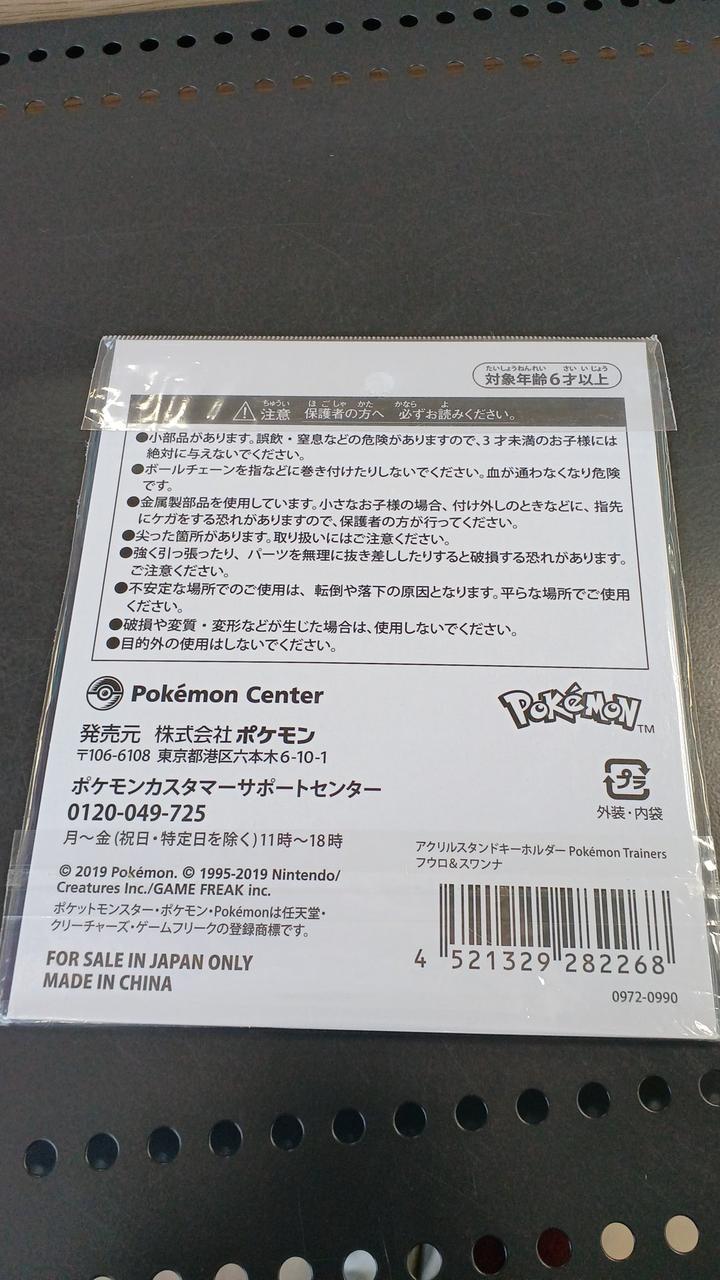 たいしょうねんれい さい いじょう
対象年齢6才以上
ちゅうい ほごしゃ かた かなら よ
注意 保護者の方へ 必ずお読みください。
●小部品があります。誤飲・窒息などの危険がありますので、3才未満のお子様には
絶対に与えないでください。
●ボールチェーンを指などに巻き付けたりしないでください。血が通わなくなり危険
です。
●金属製部品を使用しています。小さなお子様の場合、付け外しのときなどに、指先
にケガをする恐れがありますので、保護者の方が行ってください。
●尖った箇所があります。取り扱いにはご注意ください。
●強く引っ張ったり、パーツを無理に抜き差ししたりすると破損する恐れがあります。
ご注意ください。
●不安定な場所でのご使用は、転倒や落下の原因となります。平らな場所でご使用
ください。
●破損や変質・変形などが生じた場合は、使用しないでください。
●目的外の使用はしないでください。
Pokémon Center
POKéMON TM
発売元 株式会社ポケモン
〒106-6108 東京都港区六本木6-10-1
プラ
外装・内袋
ポケモンカスタマーサポートセンター
0120-049-725
月～金(祝日・特定日を除く)11時～18時
アクリルスタンドキーホルダー Pokémon Trainers
フウロ&スワンナ
© 2019 Pokémon. © 1995-2019 Nintendo/
Creatures Inc./GAME FREAK inc.
ポケットモンスター・ポケモン・Pokémonは任天堂・
クリーチャーズ・ゲームフリークの登録商標です。
FOR SALE IN JAPAN ONLY
MADE IN CHINA
4 521329 282268
0972-0990